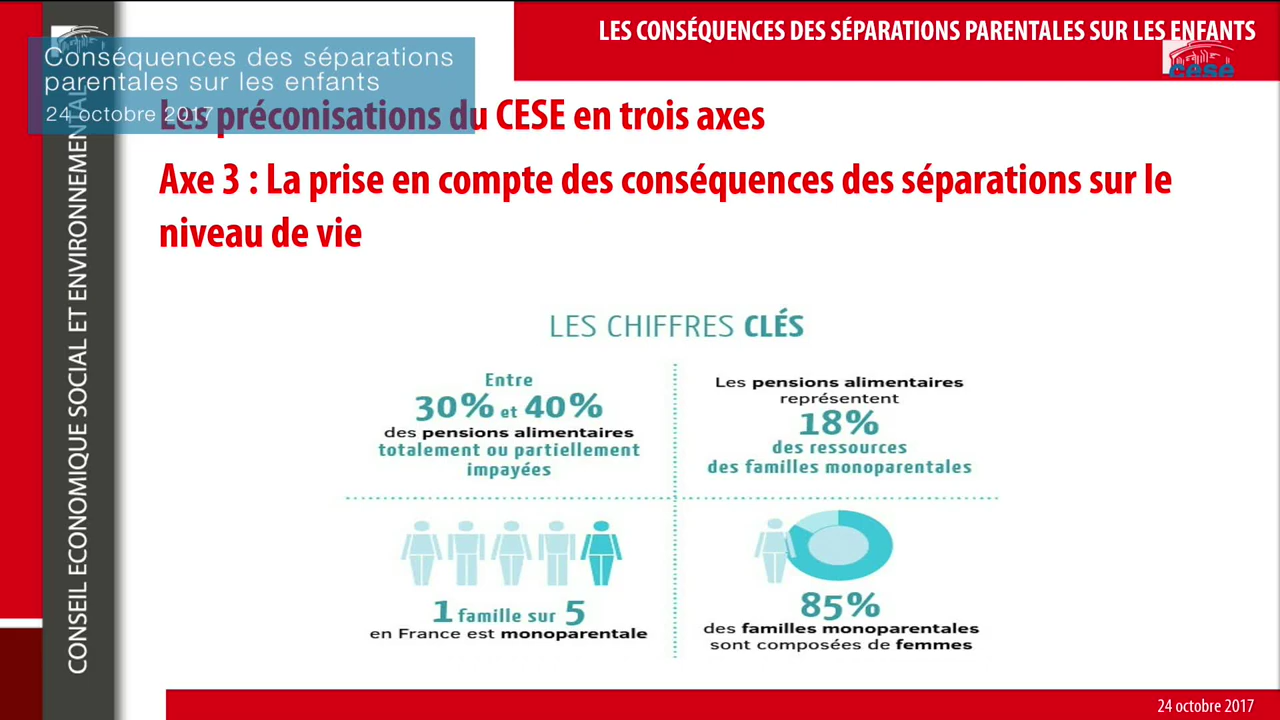 LES CONSÉQUENCES DES SÉPARATIONS PARENTALES SUR LES ENFANTS
cese
Conséquences des séparations
parentales sur les enfants
24 octobre 2017
Les préconisations du CESE en trois axes
Axe 3 : La prise en compte des conséquences des séparations sur le
niveau de vie
CONSEIL ECONOMIQUE SOCIAL ET ENVIRONNEMENTAL
LES CHIFFRES CLÉS
Entre
30% et 40%
des pensions alimentaires
totalement ou partiellement
impayées
Les pensions alimentaires
représentent
18%
des ressources
des familles monoparentales
1 famille sur 5
en France est monoparentale
85%
des familles monoparentales
sont composées de femmes
24 octobre 2017